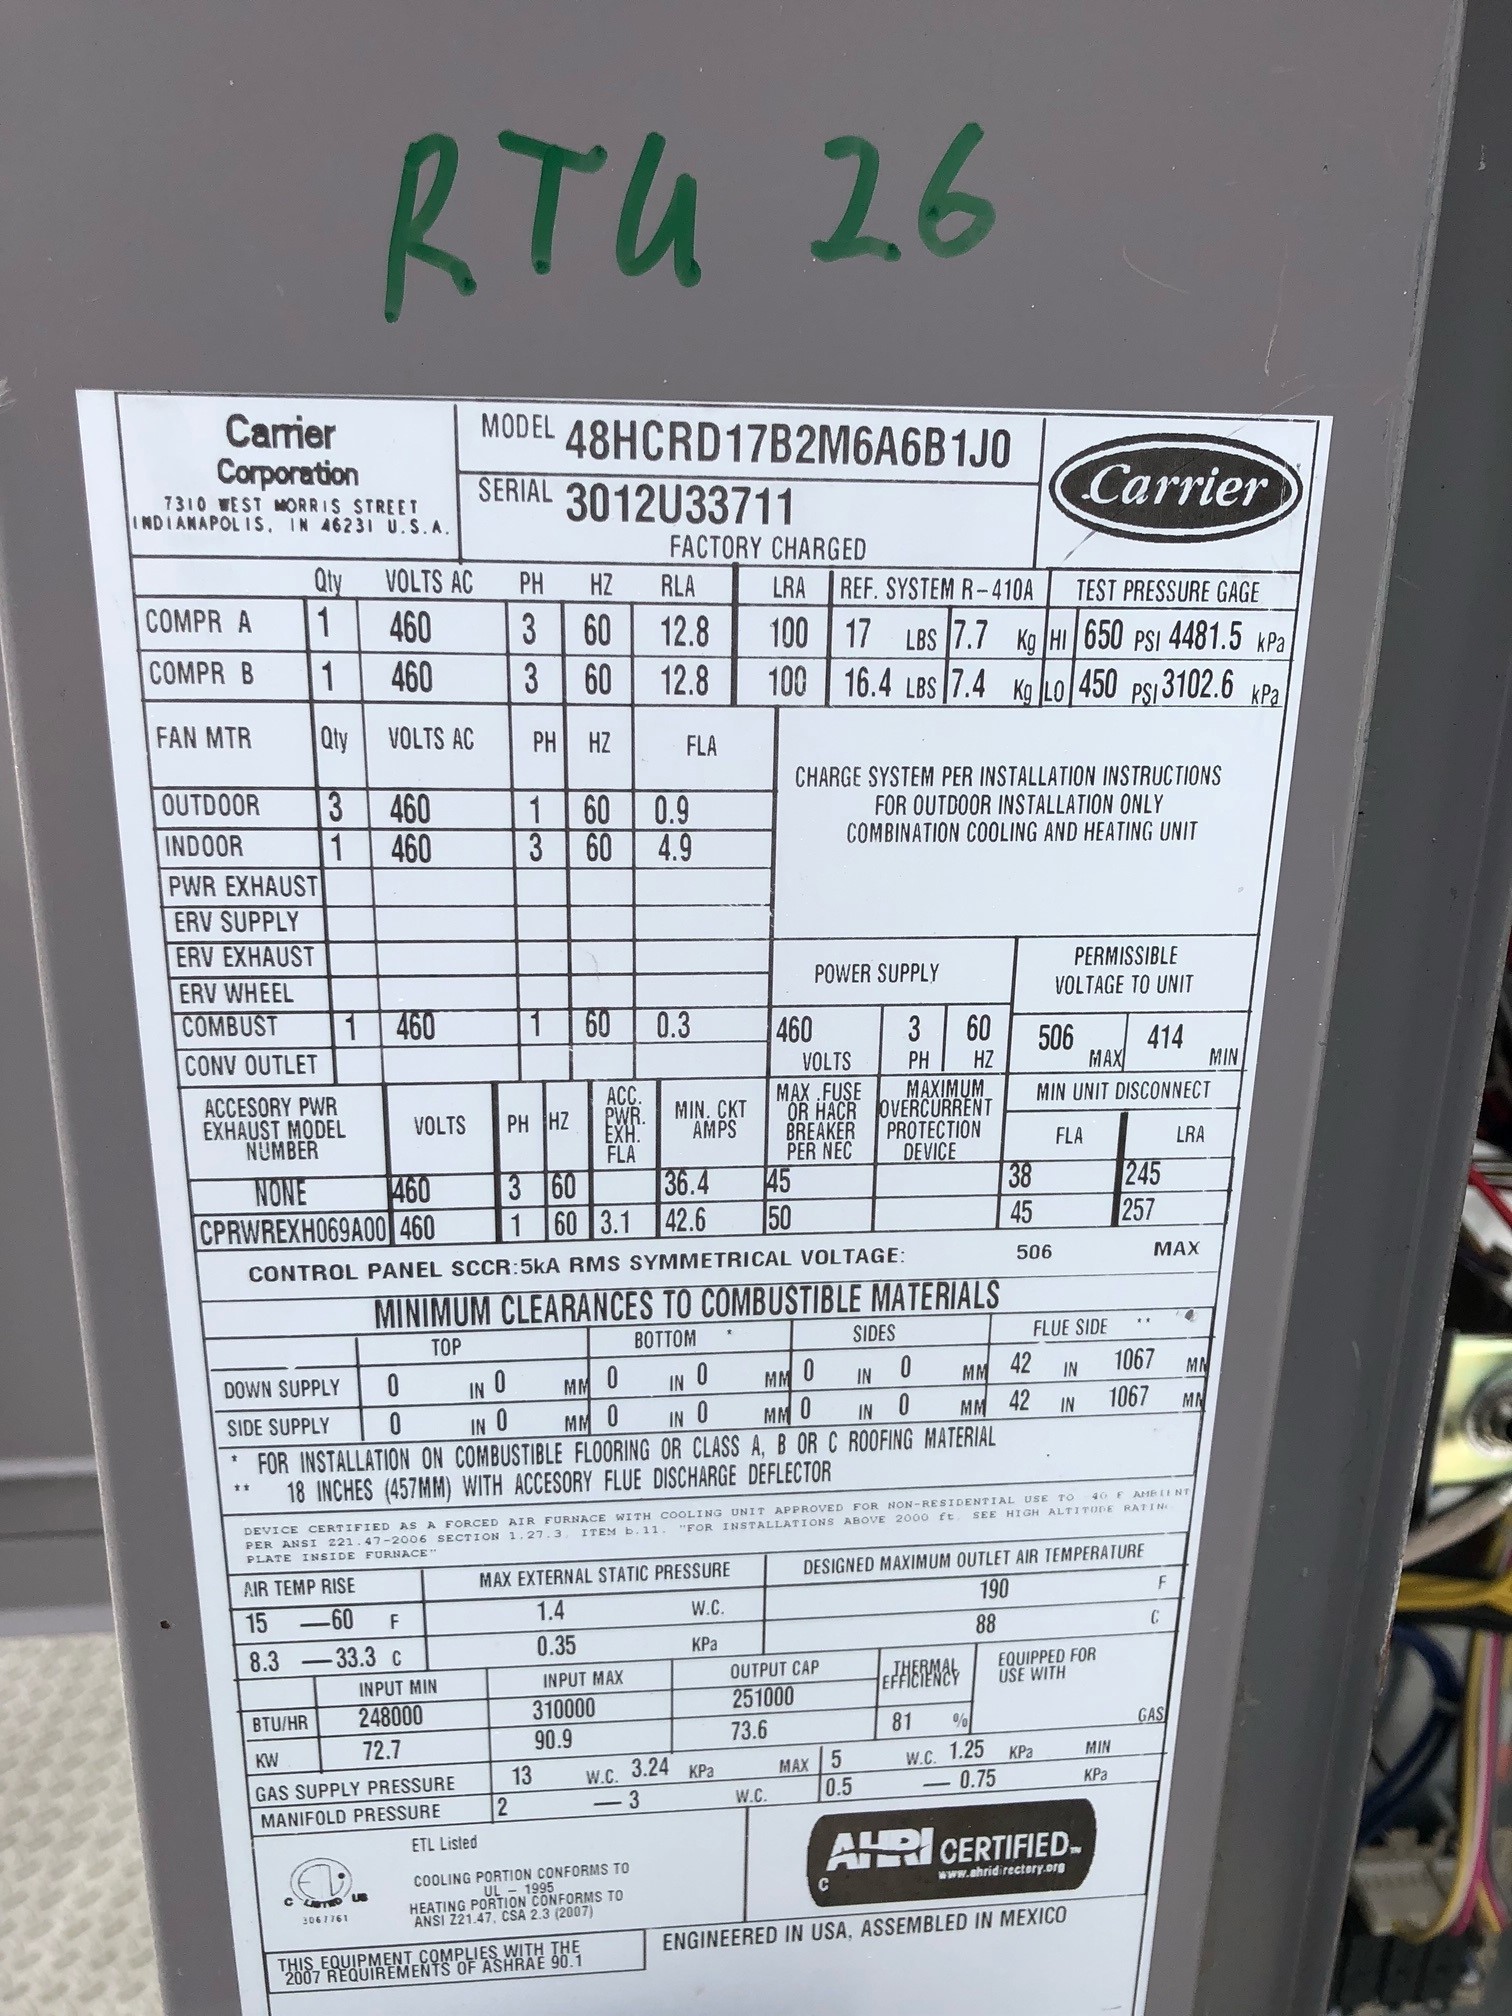 RTU 26
Carrier
Corporation
7310 WEST MORRIS STREET
INDIANAPOLIS, IN 46231 U.S.A.
MODEL 48HCRD17B2M6A6B1J0
SERIAL 3012U33711
FACTORY CHARGED
Carrier
Qty VOLTS AC PH HZ RLA LRA REF. SYSTEM R-410A TEST PRESSURE GAGE
COMPR A 1 460 3 60 12.8 100 17 LBS 7.7 Kg HI 650 PSI 4481.5 kPa
COMPR B 1 460 3 60 12.8 100 16.4 LBS 7.4 Kg LO 450 PSI 3102.6 kPa
FAN MTR Qty VOLTS AC PH HZ FLA
OUTDOOR 3 460 1 60 0.9
INDOOR 1 460 3 60 4.9
PWR EXHAUST
ERV SUPPLY
ERV EXHAUST
ERV WHEEL
COMBUST 1 460 1 60 0.3
CONV OUTLET
CHARGE SYSTEM PER INSTALLATION INSTRUCTIONS
FOR OUTDOOR INSTALLATION ONLY
COMBINATION COOLING AND HEATING UNIT
POWER SUPPLY
460 3 60
VOLTS PH HZ
PERMISSIBLE
VOLTAGE TO UNIT
506 MAX 414 MIN
ACCESORY PWR
EXHAUST MODEL
NUMBER
VOLTS PH HZ
ACC.
PWR.
EXH.
FLA
MIN. CKT
AMPS
MAX .FUSE
OR HACR
BREAKER
PER NEC
MAXIMUM
OVERCURRENT
PROTECTION
DEVICE
MIN UNIT DISCONNECT
FLA LRA
NONE 460 3 60 36.4 45 38 245
CPRWREXH069A00 460 1 60 3.1 42.6 50 45 257
CONTROL PANEL SCCR:5kA RMS SYMMETRICAL VOLTAGE: 506 MAX
MINIMUM CLEARANCES TO COMBUSTIBLE MATERIALS
TOP BOTTOM * SIDES FLUE SIDE **
DOWN SUPPLY 0 IN 0 MM 0 IN 0 MM 0 IN 0 MM 42 IN 1067 MM
SIDE SUPPLY 0 IN 0 MM 0 IN 0 MM 0 IN 0 MM 42 IN 1067 MM
* FOR INSTALLATION ON COMBUSTIBLE FLOORING OR CLASS A, B OR C ROOFING MATERIAL
** 18 INCHES (457MM) WITH ACCESORY FLUE DISCHARGE DEFLECTOR
DEVICE CERTIFIED AS A FORCED AIR FURNACE WITH COOLING UNIT APPROVED FOR NON-RESIDENTIAL USE TO -40 F AMBIENT
PER ANSI Z21.47-2006 SECTION 1.27.3, ITEM b.11. "FOR INSTALLATIONS ABOVE 2000 ft. SEE HIGH ALTITUDE RATING
PLATE INSIDE FURNACE"
AIR TEMP RISE
15 —60 F
8.3 —33.3 C
MAX EXTERNAL STATIC PRESSURE
1.4 W.C.
0.35 KPa
DESIGNED MAXIMUM OUTLET AIR TEMPERATURE
190 F
88 C
INPUT MIN INPUT MAX OUTPUT CAP
BTU/HR 248000 310000 251000
KW 72.7 90.9 73.6
THERMAL
EFFICIENCY
81 %
EQUIPPED FOR
USE WITH
GAS
GAS SUPPLY PRESSURE 13 W.C. 3.24 KPa MAX 5 W.C. 1.25 KPa MIN
MANIFOLD PRESSURE 2 — 3 W.C. 0.5 — 0.75 KPa
C LISTED US
3067761
ETL Listed
COOLING PORTION CONFORMS TO
UL - 1995
HEATING PORTION CONFORMS TO
ANSI Z21.47, CSA 2.3 (2007)
AHRI CERTIFIED™
www.ahridirectory.org
C
THIS EQUIPMENT COMPLIES WITH THE
2007 REQUIREMENTS OF ASHRAE 90.1
ENGINEERED IN USA, ASSEMBLED IN MEXICO